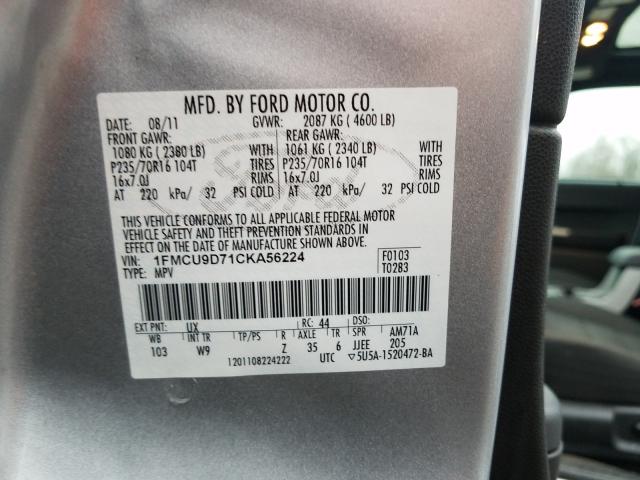 MFD. BY FORD MOTOR CO.
DATE: 08/11 GVWR: 2087 KG ( 4600 LB)
FRONT GAWR: REAR GAWR:
1080 KG ( 2380 LB) WITH 1061 KG ( 2340 LB) WITH
P235/70R16 104T TIRES P235/70R16 104T TIRES
16x7.0J RIMS 16x7.0J RIMS
AT 220 kPa/ 32 PSI COLD AT 220 kPa/ 32 PSI COLD
THIS VEHICLE CONFORMS TO ALL APPLICABLE FEDERAL MOTOR
VEHICLE SAFETY AND THEFT PREVENTION STANDARDS IN
EFFECT ON THE DATE OF MANUFACTURE SHOWN ABOVE.
VIN: 1FMCU9D71CKA56224 F0103
TYPE: MPV T0283
EXT PNT: UX RC: 44 DSO:
WB INT TR TP/PS R AXLE TR SPR AM71A
103 W9 Z 35 6 JJEE 205
1201108224222 UTC ▽5U5A-1520472-BA